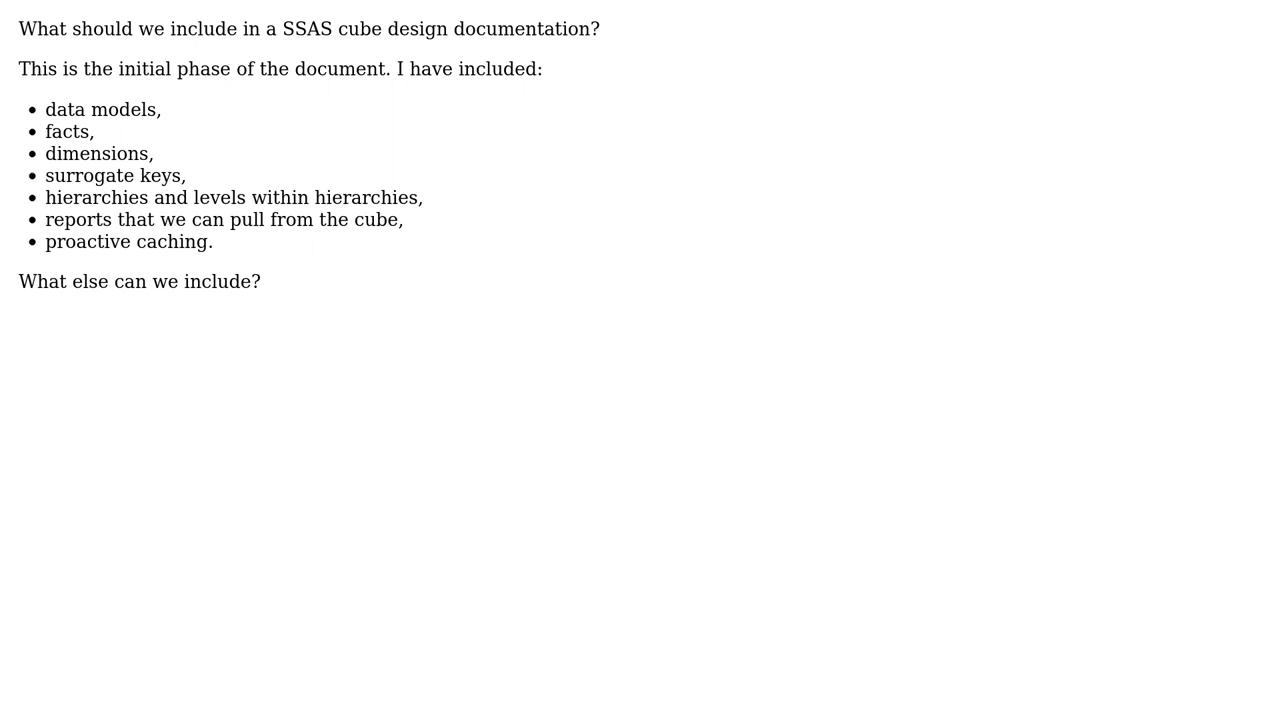 What should we include in a SSAS cube design documentation?
This is the initial phase of the document. I have included:
• data models,
• facts,
• dimensions,
• surrogate keys,
• hierarchies and levels within hierarchies,
• reports that we can pull from the cube,
• proactive caching.
What else can we include?